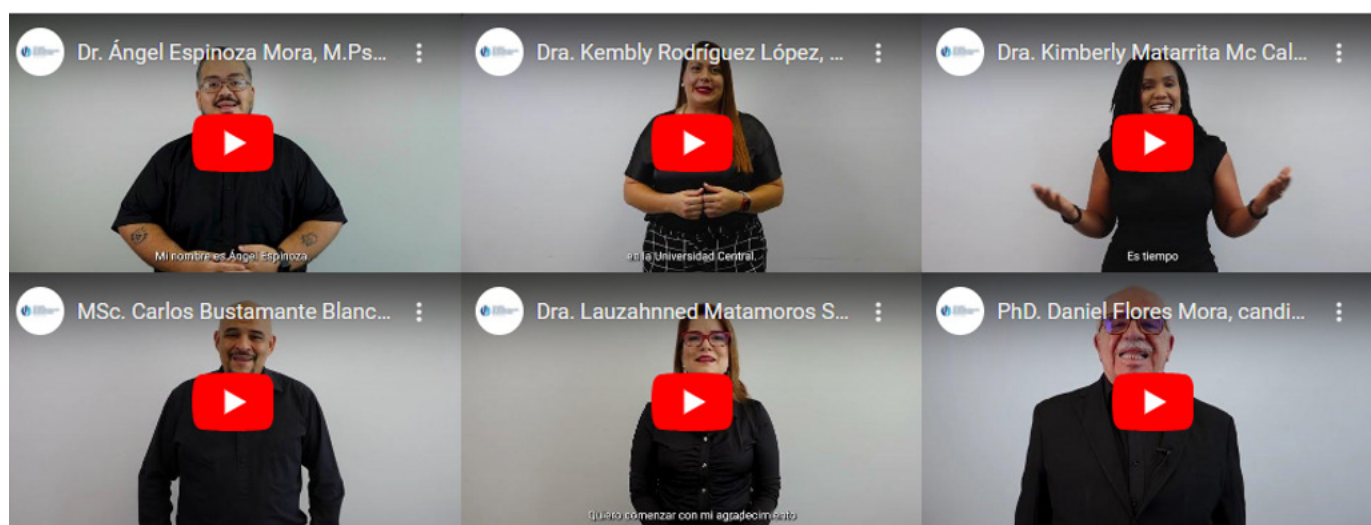 Dr. Ángel Espinoza Mora, M.Ps...
Dra. Kembly Rodríguez López, ...
Dra. Kimberly Matarrita Mc Cal...
Mi nombre es Ángel Espinoza
en la Universidad Central.
Es tiempo
MSc. Carlos Bustamante Blanc...
Dra. Lauzahnned Matamoros S...
PhD. Daniel Flores Mora, candi...
Quiero comenzar con mi agradecimiento